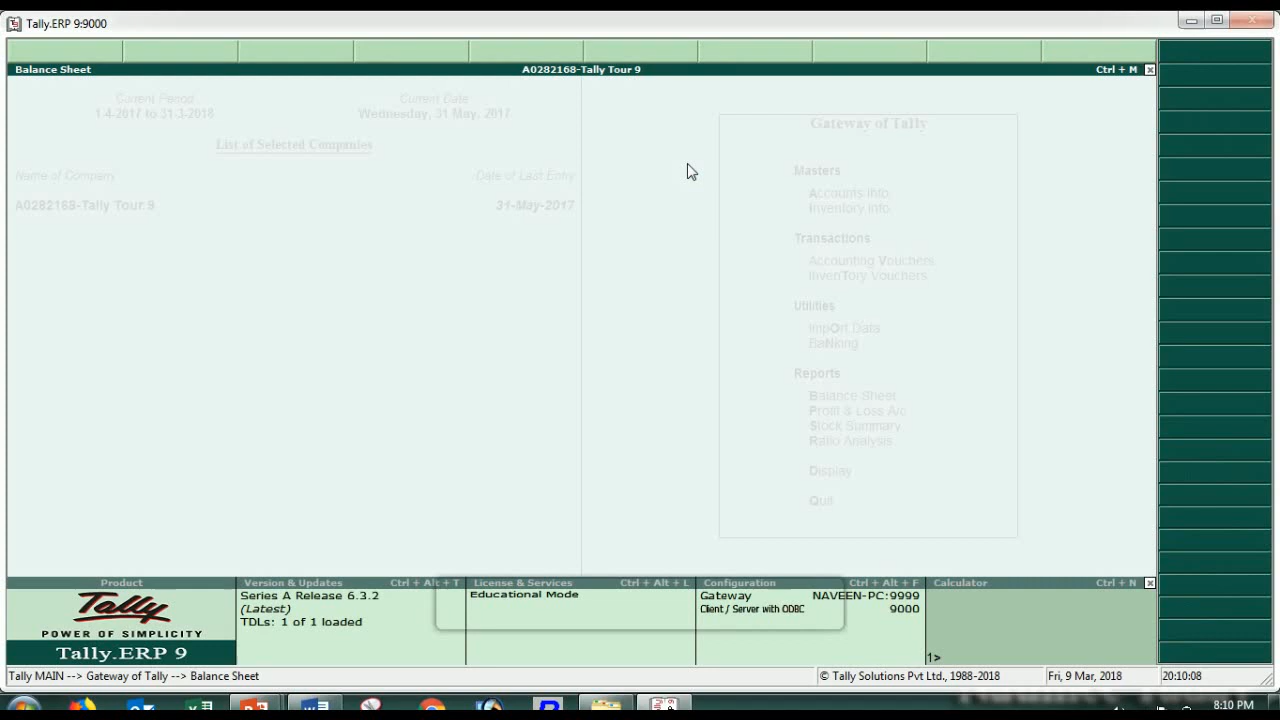 Tally.ERP 9:9000
Balance Sheet A0282168-Tally Tour 9 Ctrl + M
Current Period Current Date
1-4-2017 to 31-3-2018 Wednesday, 31 May, 2017
List of Selected Companies
Name of Company Date of Last Entry
A0282168-Tally Tour 9 31-May-2017
Gateway of Tally
Masters
Accounts Info.
Inventory Info.
Transactions
Accounting Vouchers
InvenTory Vouchers
Utilities
ImpOrt Data
BaNking
Reports
Balance Sheet
Profit & Loss A/c
Stock Summary
Ratio Analysis
Display
Quit
Product
Tally
POWER OF SIMPLICITY
Tally.ERP 9
Version & Updates Ctrl + Alt + T
Series A Release 6.3.2
(Latest)
TDLs: 1 of 1 loaded
License & Services Ctrl + Alt + L
Educational Mode
Configuration Ctrl + Alt + F
Gateway NAVEEN-PC:9999
Client / Server with ODBC 9000
Calculator Ctrl + N
1>
Tally MAIN --> Gateway of Tally --> Balance Sheet © Tally Solutions Pvt Ltd., 1988-2018 Fri, 9 Mar, 2018 20:10:08
8:10 PM